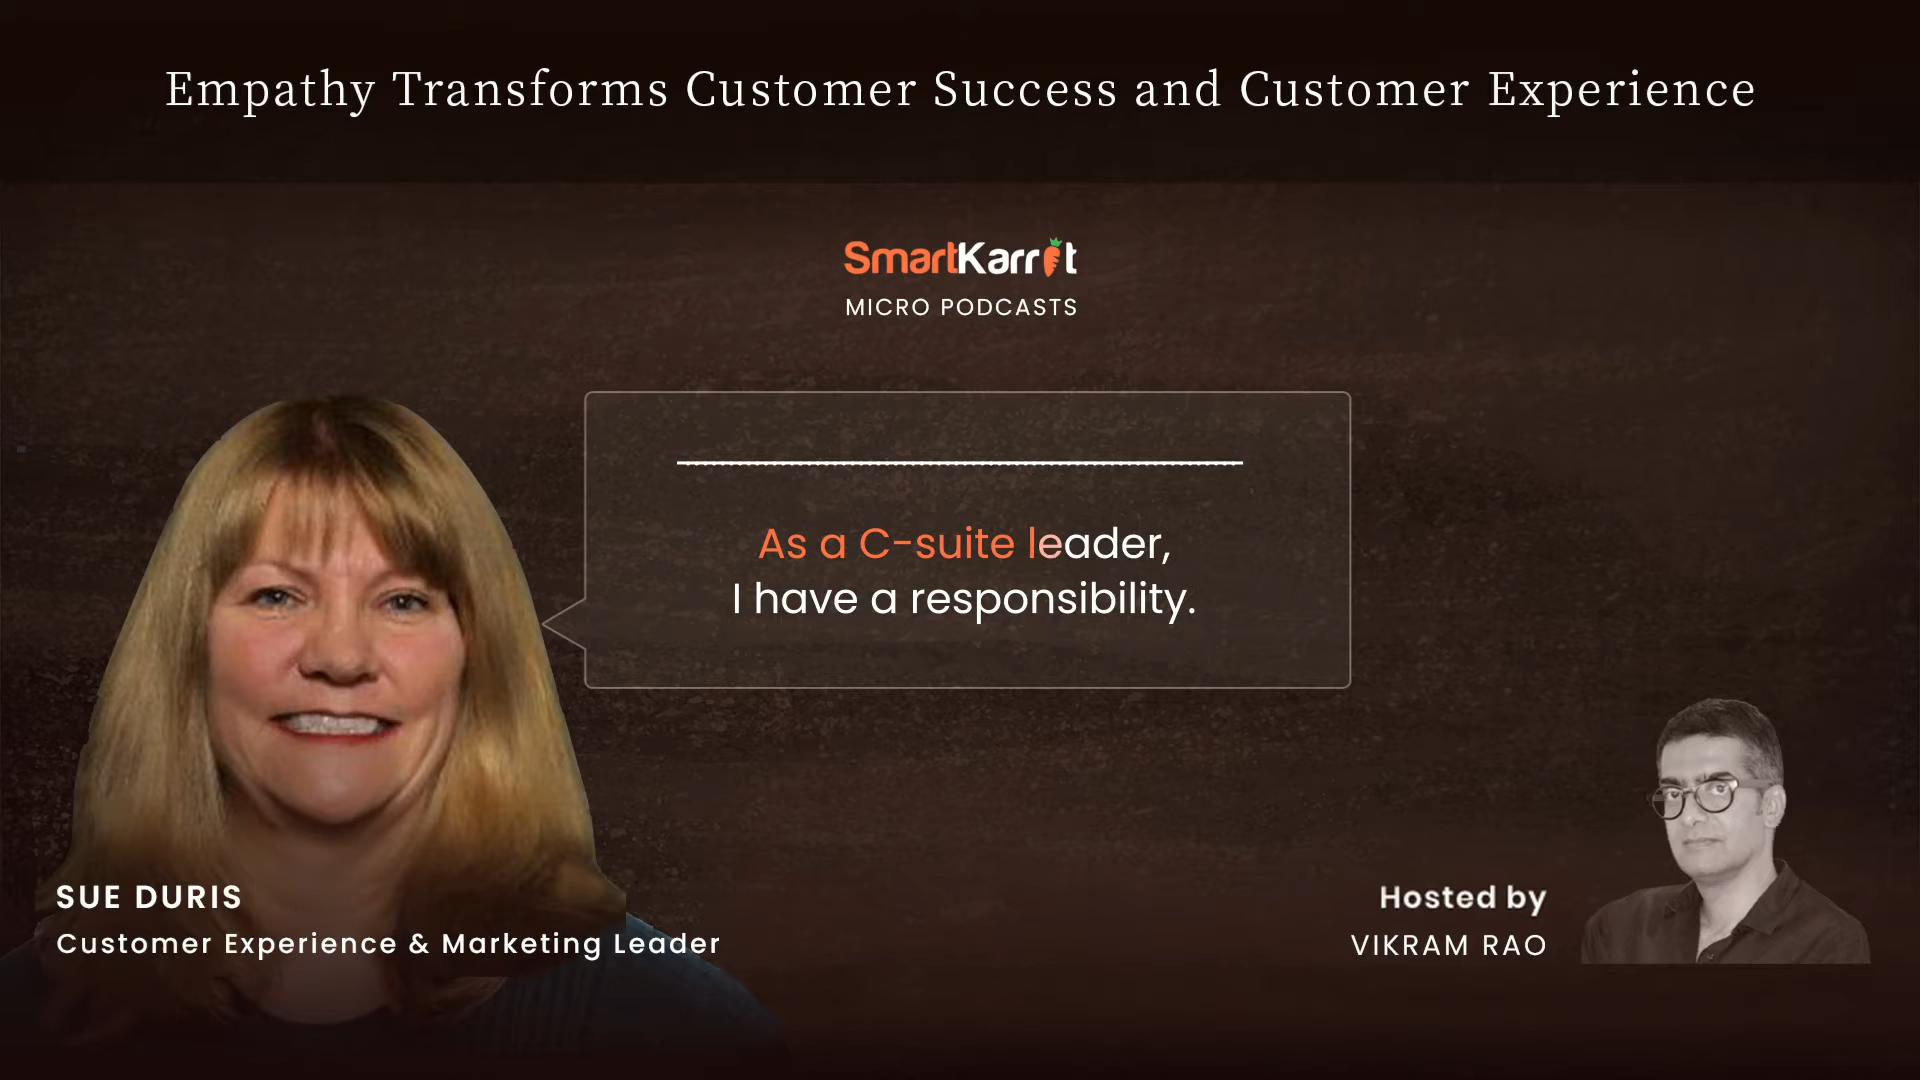 Empathy Transforms Customer Success and Customer Experience
SmartKarrot
MICRO PODCASTS
As a C-suite leader,
I have a responsibility.
SUE DURIS
Customer Experience & Marketing Leader
Hosted by
VIKRAM RAO